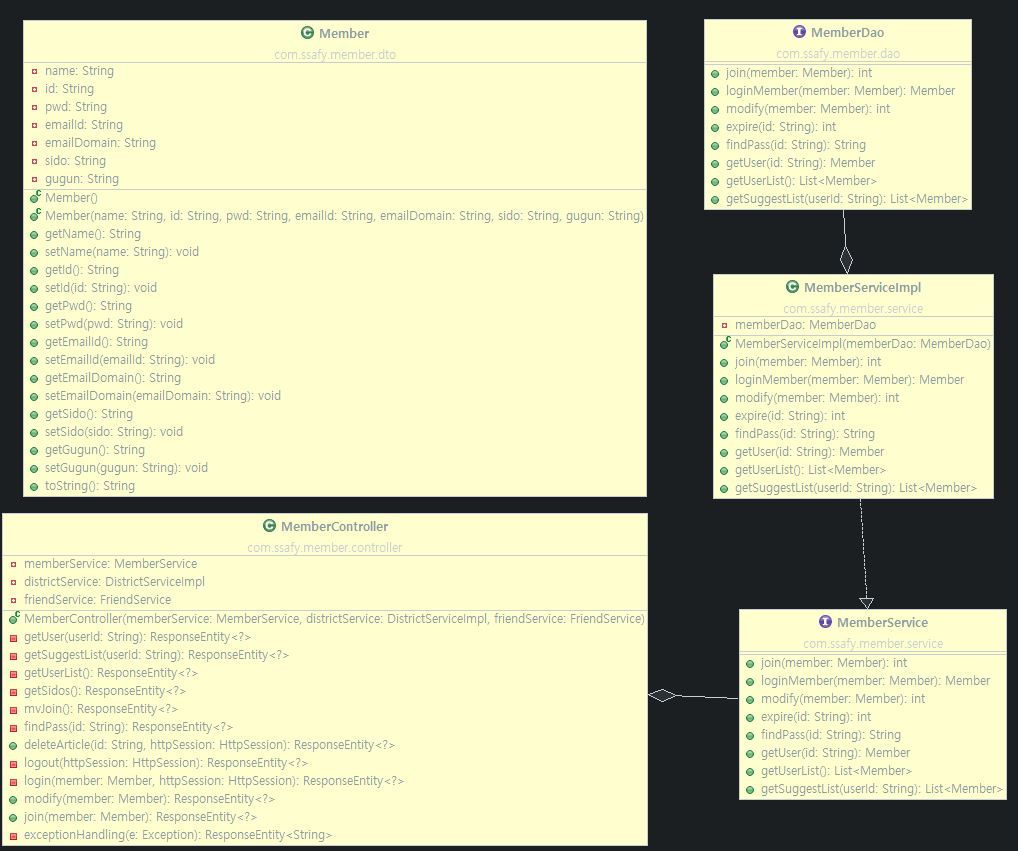 Member
com.ssafy.member.dto
name: String
id: String
pwd: String
emailId: String
emailDomain: String
sido: String
gugun: String
Member()
Member(name: String, id: String, pwd: String, emailId: String, emailDomain: String, sido: String, gugun: String)
getName(): String
setName(name: String): void
getId(): String
setId(id: String): void
getPwd(): String
setPwd(pwd: String): void
getEmailId(): String
setEmailId(emailId: String): void
getEmailDomain(): String
setEmailDomain(emailDomain: String): void
getSido(): String
setSido(sido: String): void
getGugun(): String
setGugun(gugun: String): void
toString(): String
MemberDao
com.ssafy.member.dao
join(member: Member): int
loginMember(member: Member): Member
modify(member: Member): int
expire(id: String): int
findPass(id: String): String
getUser(id: String): Member
getUserList(): List<Member>
getSuggestList(userId: String): List<Member>
MemberServiceImpl
com.ssafy.member.service
memberDao: MemberDao
MemberServiceImpl(memberDao: MemberDao)
join(member: Member): int
loginMember(member: Member): Member
modify(member: Member): int
expire(id: String): int
findPass(id: String): String
getUser(id: String): Member
getUserList(): List<Member>
getSuggestList(userId: String): List<Member>
MemberController
com.ssafy.member.controller
memberService: MemberService
districtService: DistrictServiceImpl
friendService: FriendService
MemberController(memberService: MemberService, districtService: DistrictServiceImpl, friendService: FriendService)
getUser(userId: String): ResponseEntity<?>
getSuggestList(userId: String): ResponseEntity<?>
getUserList(): ResponseEntity<?>
getSidos(): ResponseEntity<?>
mvJoin(): ResponseEntity<?>
findPass(id: String): ResponseEntity<?>
deleteArticle(id: String, httpSession: HttpSession): ResponseEntity<?>
logout(httpSession: HttpSession): ResponseEntity<?>
login(member: Member, httpSession: HttpSession): ResponseEntity<?>
modify(member: Member): ResponseEntity<?>
join(member: Member): ResponseEntity<?>
exceptionHandling(e: Exception): ResponseEntity<String>
MemberService
com.ssafy.member.service
join(member: Member): int
loginMember(member: Member): Member
modify(member: Member): int
expire(id: String): int
findPass(id: String): String
getUser(id: String): Member
getUserList(): List<Member>
getSuggestList(userId: String): List<Member>